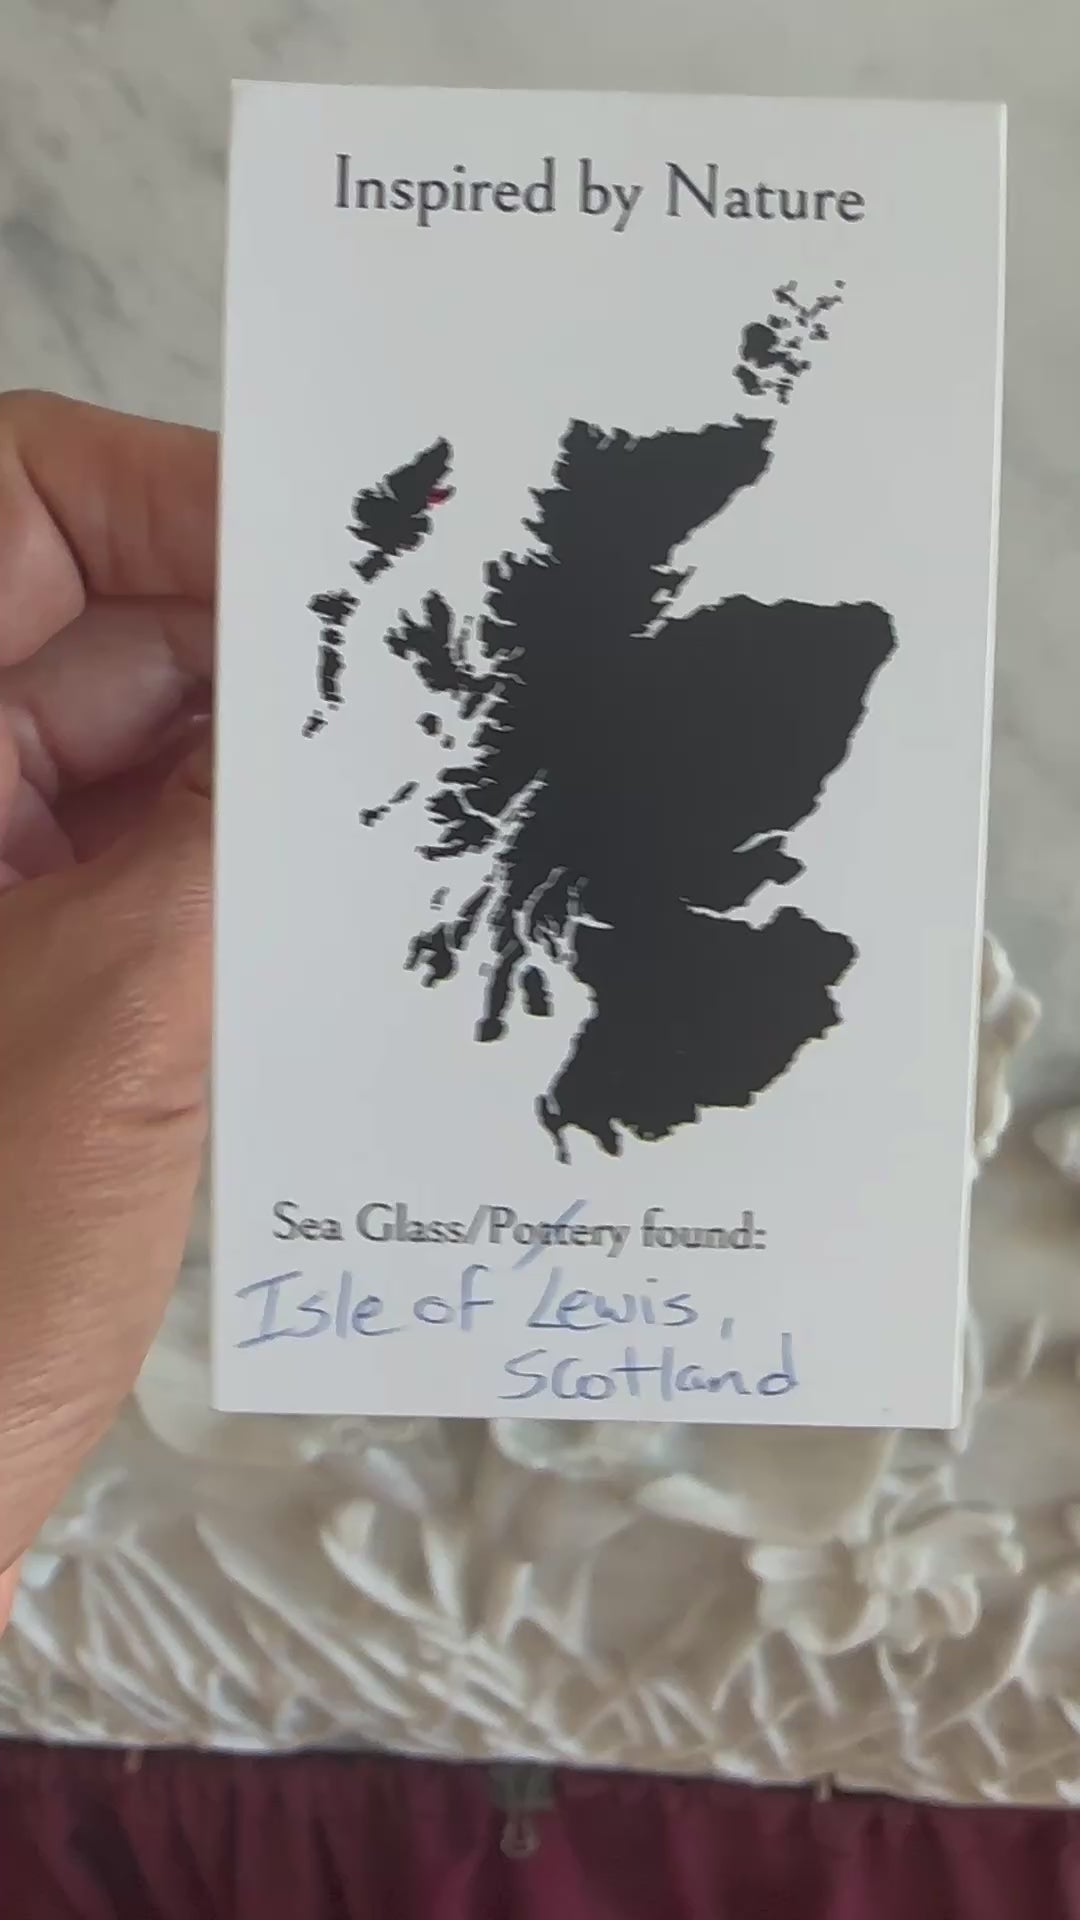 Inspired by Nature
Sea Glass/Pottery found:
Isle of Lewis,
Scotland